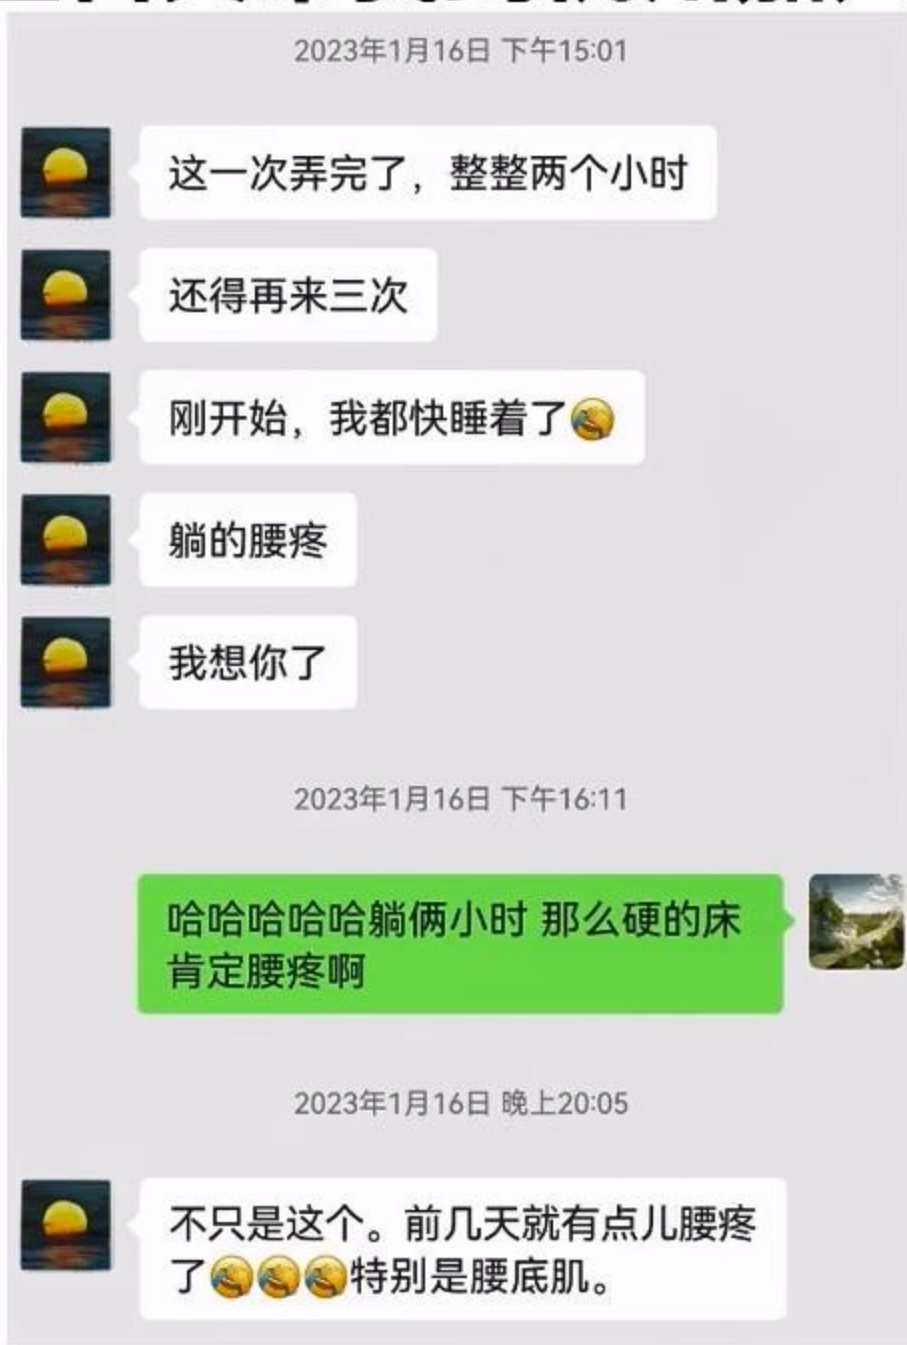 2023年1月16日 下午15:01
这一次弄完了，整整两个小时
还得再来三次
刚开始，我都快睡着了🤣
躺的腰疼
我想你了
2023年1月16日 下午16:11
哈哈哈哈哈躺俩小时 那么硬的床
肯定腰疼啊
2023年1月16日 晚上20:05
不只是这个。前几天就有点儿腰疼
了🤣🤣🤣特别是腰底肌。